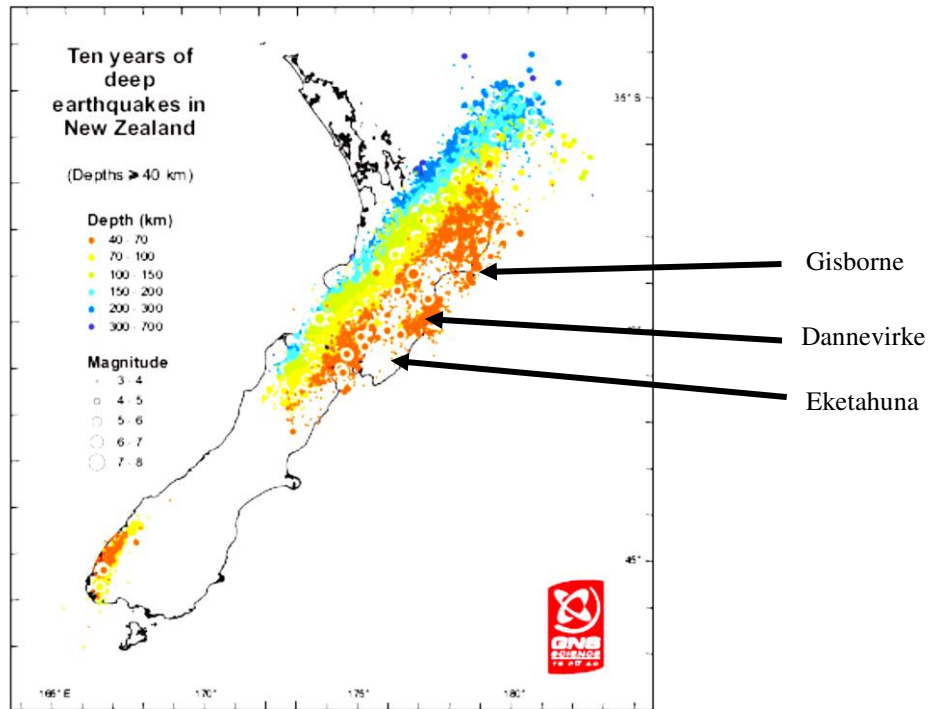 Ten years of
deep
earthquakes in
New Zealand
(Depths ≥ 40 km)
Depth (km)
40 - 70
70 - 100
100 - 150
150 - 200
200 - 300
300 - 700
Magnitude
3 - 4
4 - 5
5 - 6
6 - 7
7 - 8
35° S
45°
165° E
170°
175°
180°
Gisborne
Dannevirke
Eketahuna
GNS
SCIENCE